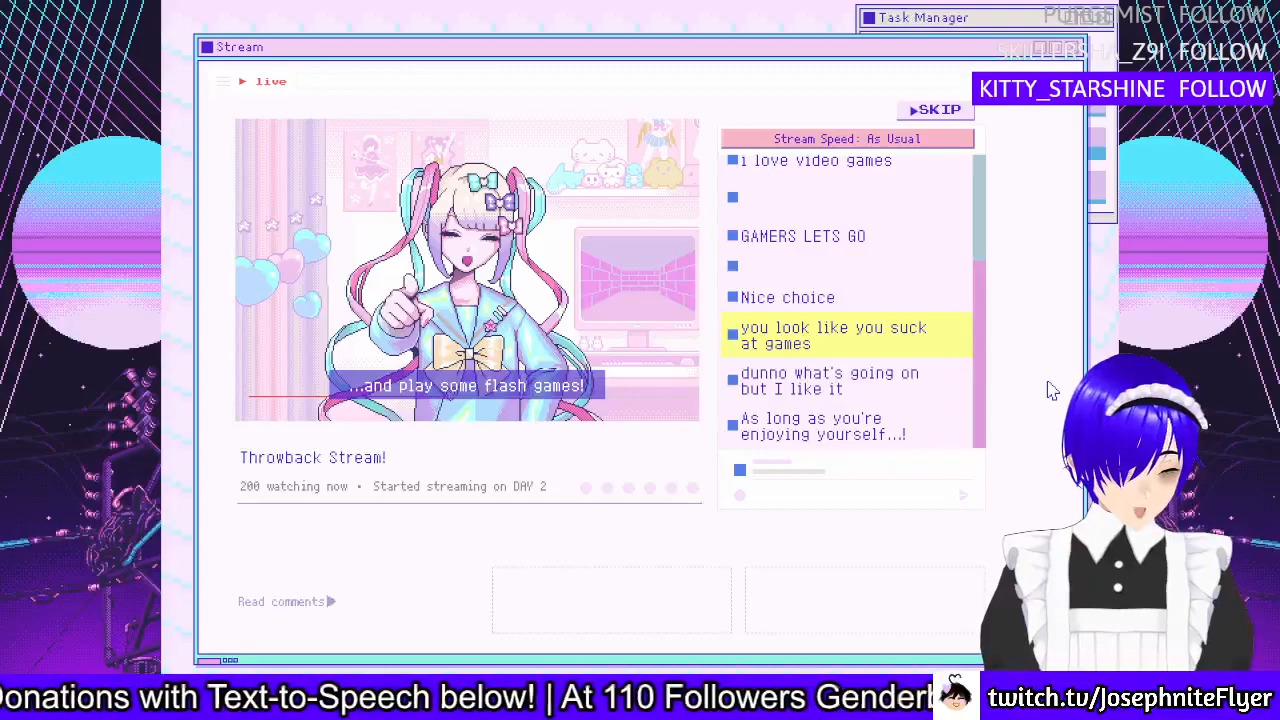 Task Manager
PURGEMIST FOLLOW
Stream
SKILLERSHA_Z9I FOLLOW
live
KITTY_STARSHINE FOLLOW
SKIP
Stream Speed: As Usual
i love video games
GAMERS LETS GO
Nice choice
you look like you suck
at games
dunno what's going on
but I like it
As long as you're
enjoying yourself...!
...and play some flash games!
Throwback Stream!
200 watching now • Started streaming on DAY 2
Read comments
Donations with Text-to-Speech below! | At 110 Followers Genderb
twitch.tv/JosephniteFlyer